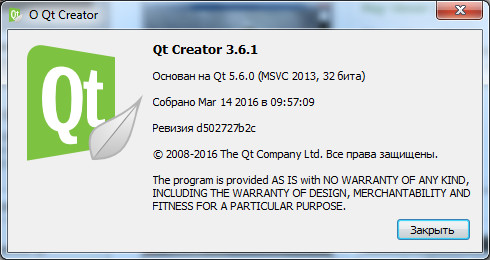 О Qt Creator
Qt
Qt Creator 3.6.1
Основан на Qt 5.6.0 (MSVC 2013, 32 бита)
Собрано Mar 14 2016 в 09:57:09
Ревизия d502727b2c
© 2008-2016 The Qt Company Ltd. Все права защищены.
The program is provided AS IS with NO WARRANTY OF ANY KIND,
INCLUDING THE WARRANTY OF DESIGN, MERCHANTABILITY AND
FITNESS FOR A PARTICULAR PURPOSE.
Закрыть